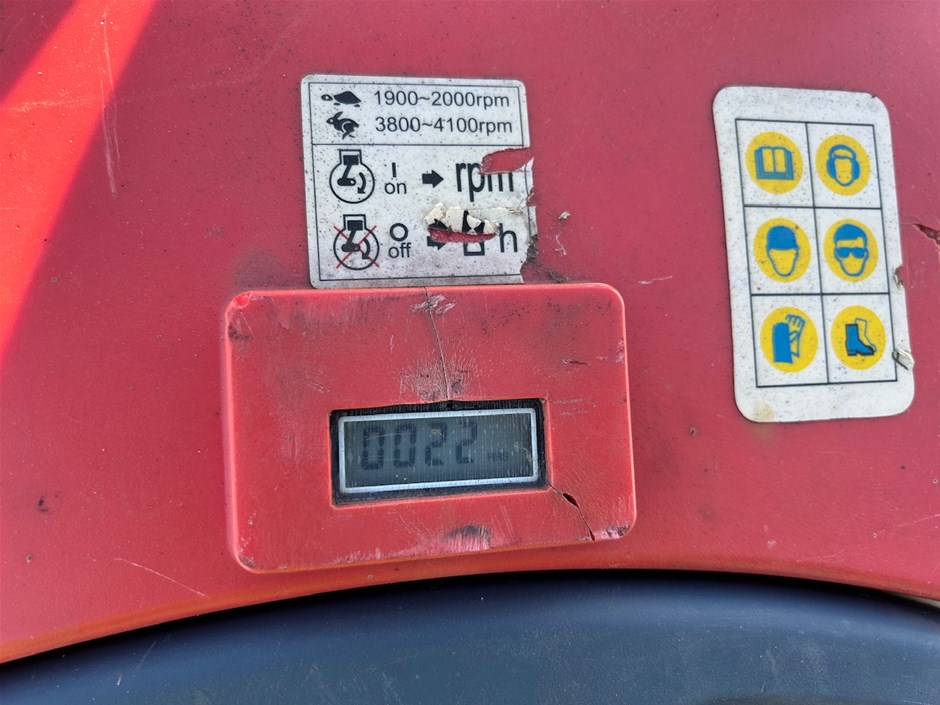 1900~2000rpm
3800~4100rpm
I
on
rpm
O
off
h
0022